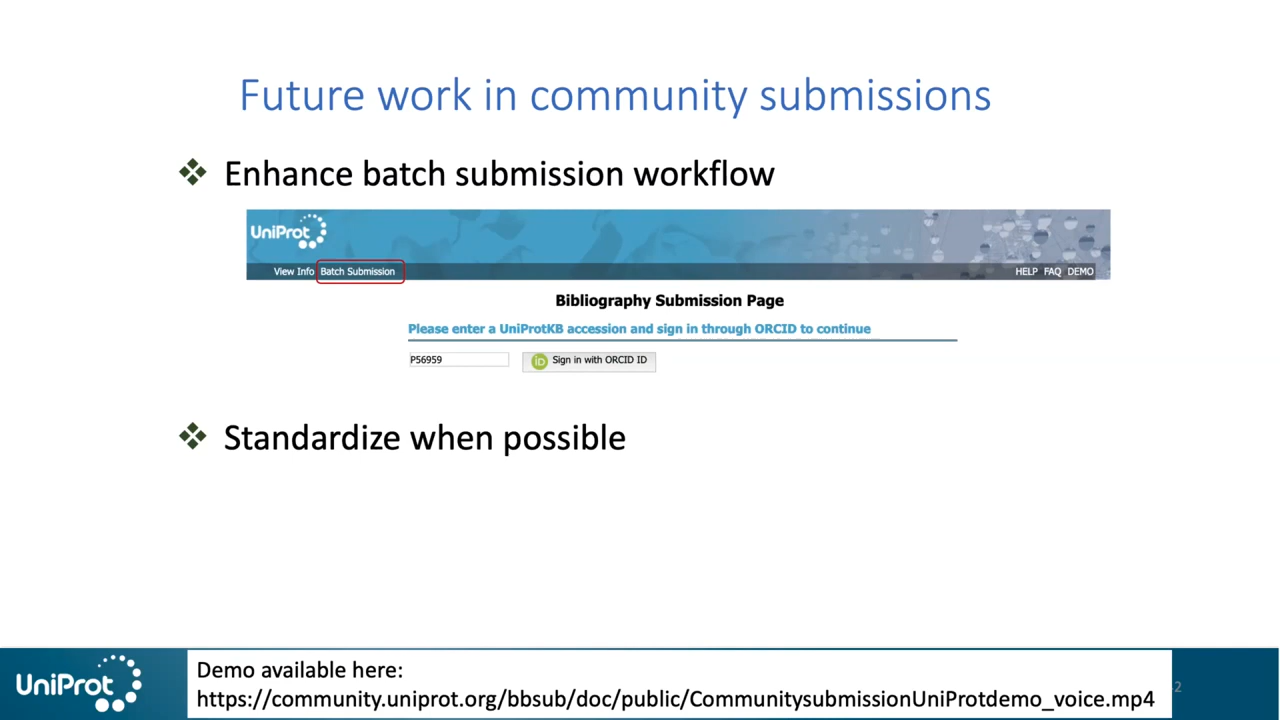 Future work in community submissions
Enhance batch submission workflow
UniProt
View Info Batch Submission HELP FAQ DEMO
Bibliography Submission Page
Please enter a UniProtKB accession and sign in through ORCID to continue
P56959 iD Sign in with ORCID ID
Standardize when possible
UniProt
Demo available here:
https://community.uniprot.org/bbsub/doc/public/CommunitysubmissionUniProtdemo_voice.mp4